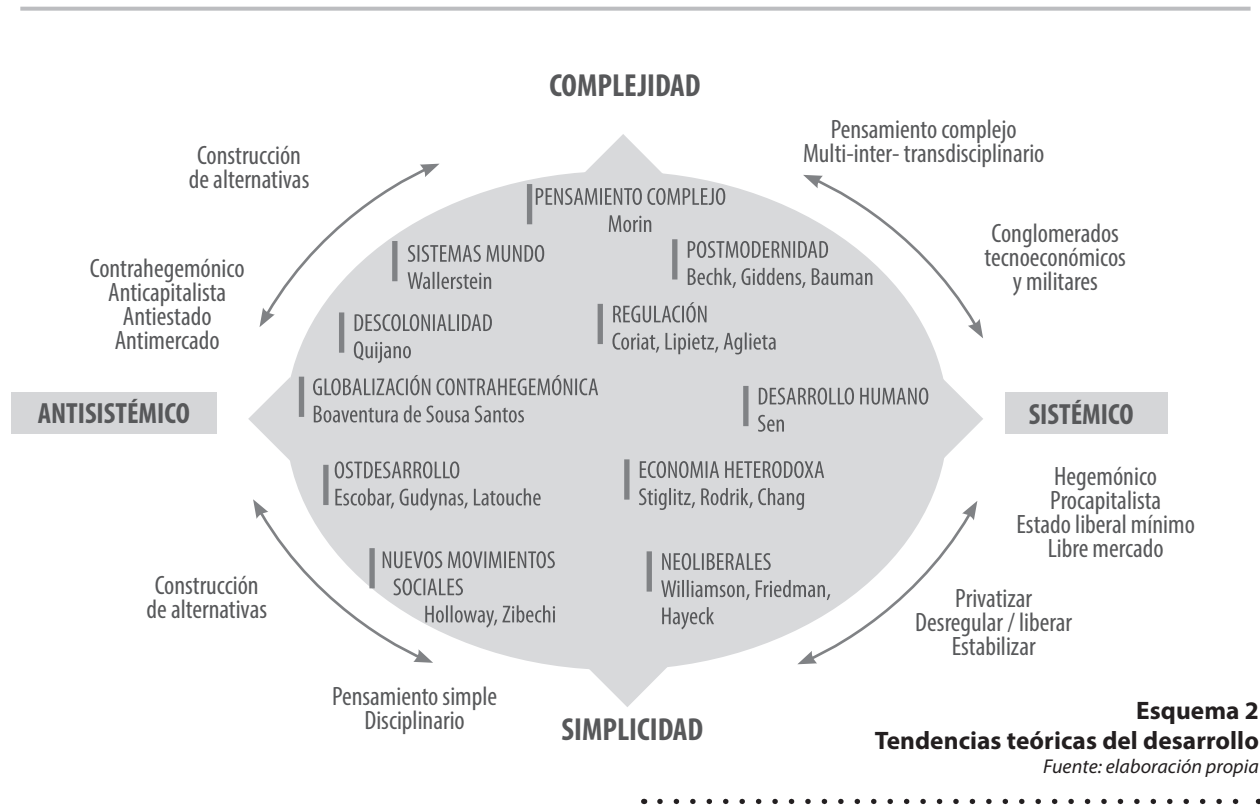 COMPLEJIDAD
Construcción
de alternativas
Pensamiento complejo
Multi-inter- transdisciplinario
PENSAMIENTO COMPLEJO
Morin
SISTEMAS MUNDO
Wallerstein
POSTMODERNIDAD
Bechk, Giddens, Bauman
Conglomerados
tecnoeconómicos
y militares
Contrahegemónico
Anticapitalista
Antiestado
Antimercado
DESCOLONIALIDAD
Quijano
REGULACIÓN
Coriat, Lipietz, Aglieta
GLOBALIZACIÓN CONTRAHEGEMÓNICA
Boaventura de Sousa Santos
DESARROLLO HUMANO
Sen
ANTISISTÉMICO
SISTÉMICO
OSTDESARROLLO
Escobar, Gudynas, Latouche
ECONOMIA HETERODOXA
Stiglitz, Rodrik, Chang
Hegemónico
Procapitalista
Estado liberal mínimo
Libre mercado
NUEVOS MOVIMIENTOS
SOCIALES
Holloway, Zibechi
NEOLIBERALES
Williamson, Friedman,
Hayeck
Construcción
de alternativas
Privatizar
Desregular / liberar
Estabilizar
Pensamiento simple
Disciplinario
SIMPLICIDAD
Esquema 2
Tendencias teóricas del desarrollo
Fuente: elaboración propia